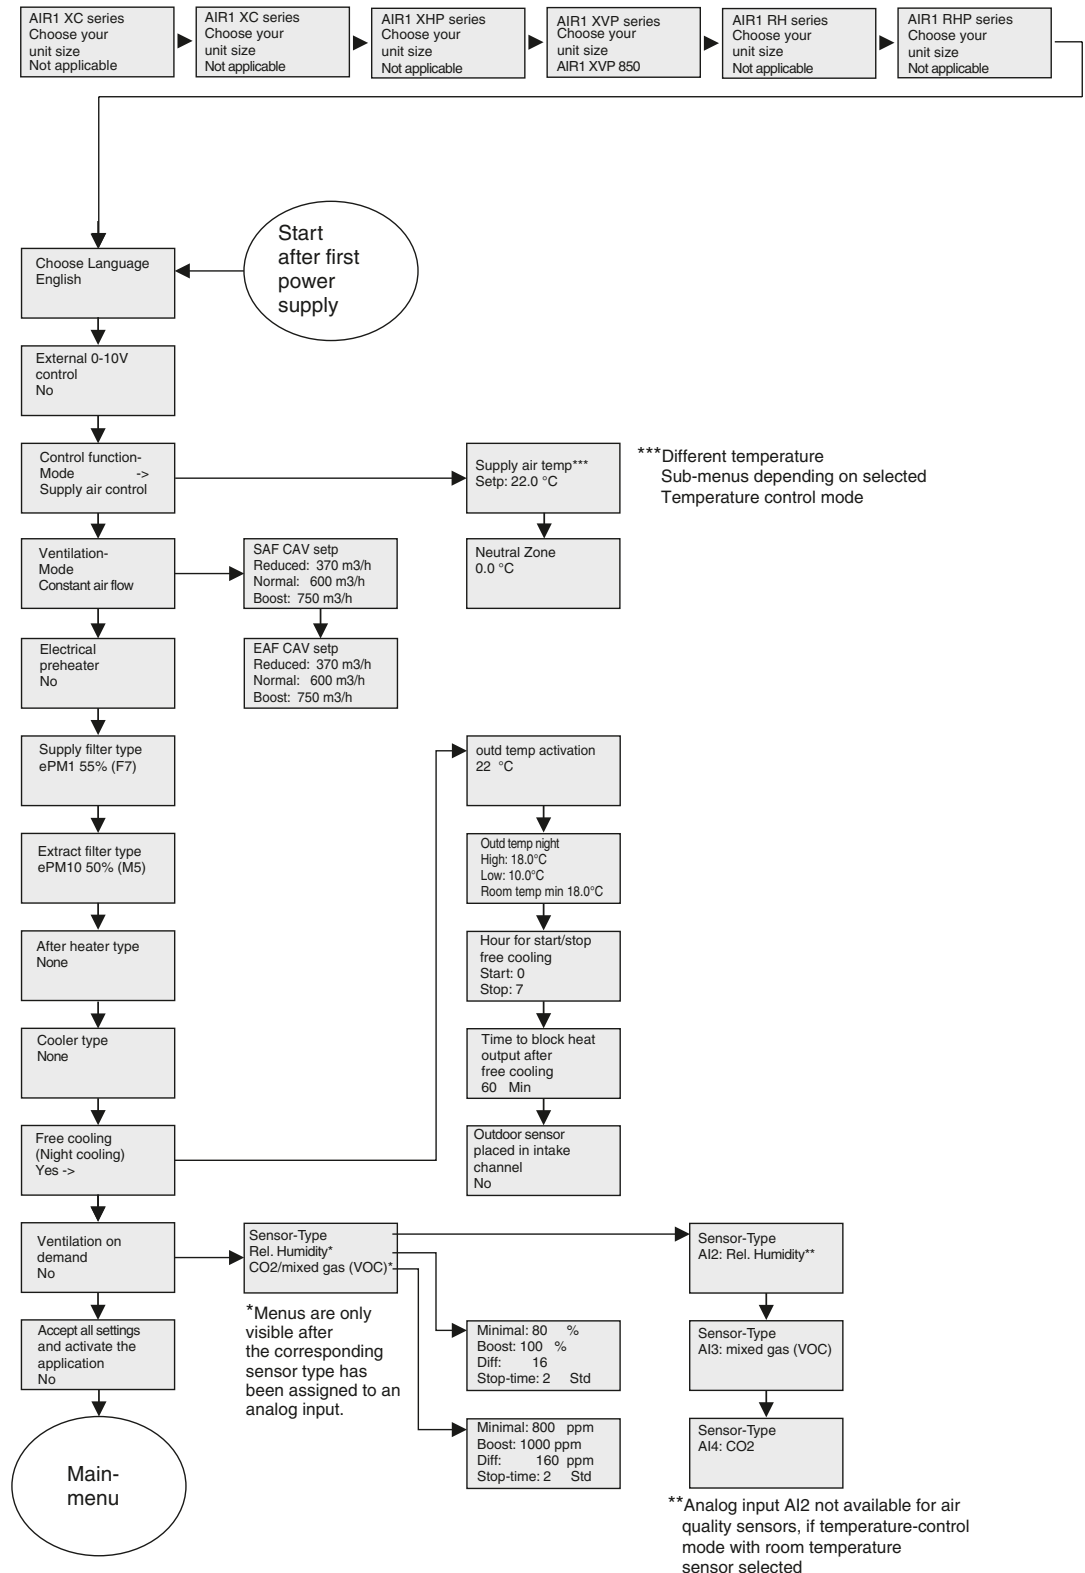 AIR1 XC series
Choose your
unit size
Not applicable
AIR1 XC series
Choose your
unit size
Not applicable
AIR1 XHP series
Choose your
unit size
Not applicable
AIR1 XVP series
Choose your
unit size
AIR1 XVP 850
AIR1 RH series
Choose your
unit size
Not applicable
AIR1 RHP series
Choose your
unit size
Not applicable
Start
after first
power
supply
Choose Language
English
External 0-10V
control
No
Control function-
Mode ->
Supply air control
Supply air temp***
Setp: 22.0 °C
***Different temperature
Sub-menus depending on selected
Temperature control mode
Neutral Zone
0.0 °C
Ventilation-
Mode
Constant air flow
SAF CAV setp
Reduced: 370 m3/h
Normal: 600 m3/h
Boost: 750 m3/h
EAF CAV setp
Reduced: 370 m3/h
Normal: 600 m3/h
Boost: 750 m3/h
Electrical
preheater
No
Supply filter type
ePM1 55% (F7)
Extract filter type
ePM10 50% (M5)
After heater type
None
Cooler type
None
Free cooling
(Night cooling)
Yes ->
outd temp activation
22 °C
Outd temp night
High: 18.0°C
Low: 10.0°C
Room temp min 18.0°C
Hour for start/stop
free cooling
Start: 0
Stop: 7
Time to block heat
output after
free cooling
60 Min
Outdoor sensor
placed in intake
channel
No
Ventilation on
demand
No
Sensor-Type
Rel. Humidity*
CO2/mixed gas (VOC)*
*Menus are only
visible after
the corresponding
sensor type has
been assigned to an
analog input.
Minimal: 80 %
Boost: 100 %
Diff: 16
Stop-time: 2 Std
Minimal: 800 ppm
Boost: 1000 ppm
Diff: 160 ppm
Stop-time: 2 Std
Sensor-Type
AI2: Rel. Humidity**
Sensor-Type
AI3: mixed gas (VOC)
Sensor-Type
AI4: CO2
**Analog input AI2 not available for air
quality sensors, if temperature-control
mode with room temperature
sensor selected
Accept all settings
and activate the
application
No
Main-
menu